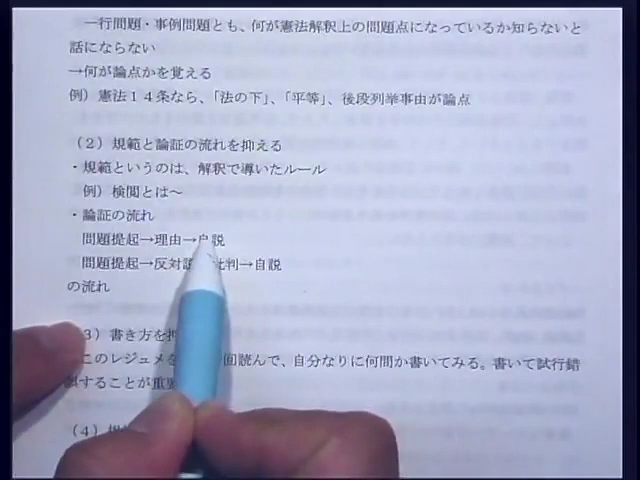 一行問題・事例問題とも、何が憲法解釈上の問題点になっているか知らないと
話にならない
→何が論点かを覚える
例）憲法１４条なら、「法の下」、「平等」、後段列挙事由が論点
（２）規範と論証の流れを抑える
・規範というのは、解釈で導いたルール
例）検閲とは～
・論証の流れ
問題提起→理由→自説
問題提起→反対説 批判→自説
の流れ
3）書き方を
このレジュメを 回読んで、自分なりに何問か書いてみる。書いて試行錯
することが重
（4）